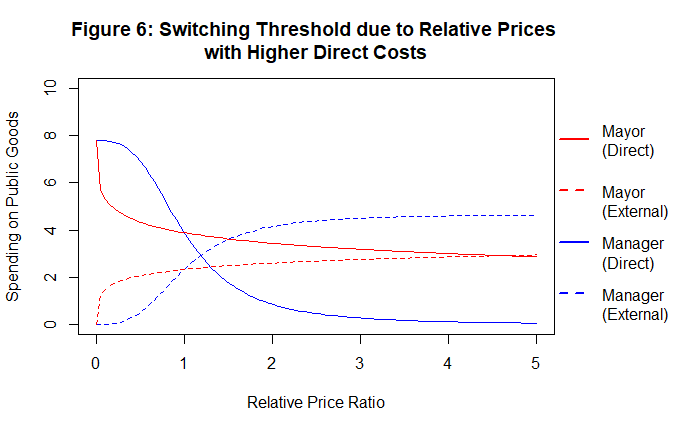 Figure 6: Switching Threshold due to Relative Prices
with Higher Direct Costs
Spending on Public Goods
10
8
6
4
2
0
0 1 2 3 4 5
Relative Price Ratio
Mayor
(Direct)
Mayor
(External)
Manager
(Direct)
Manager
(External)